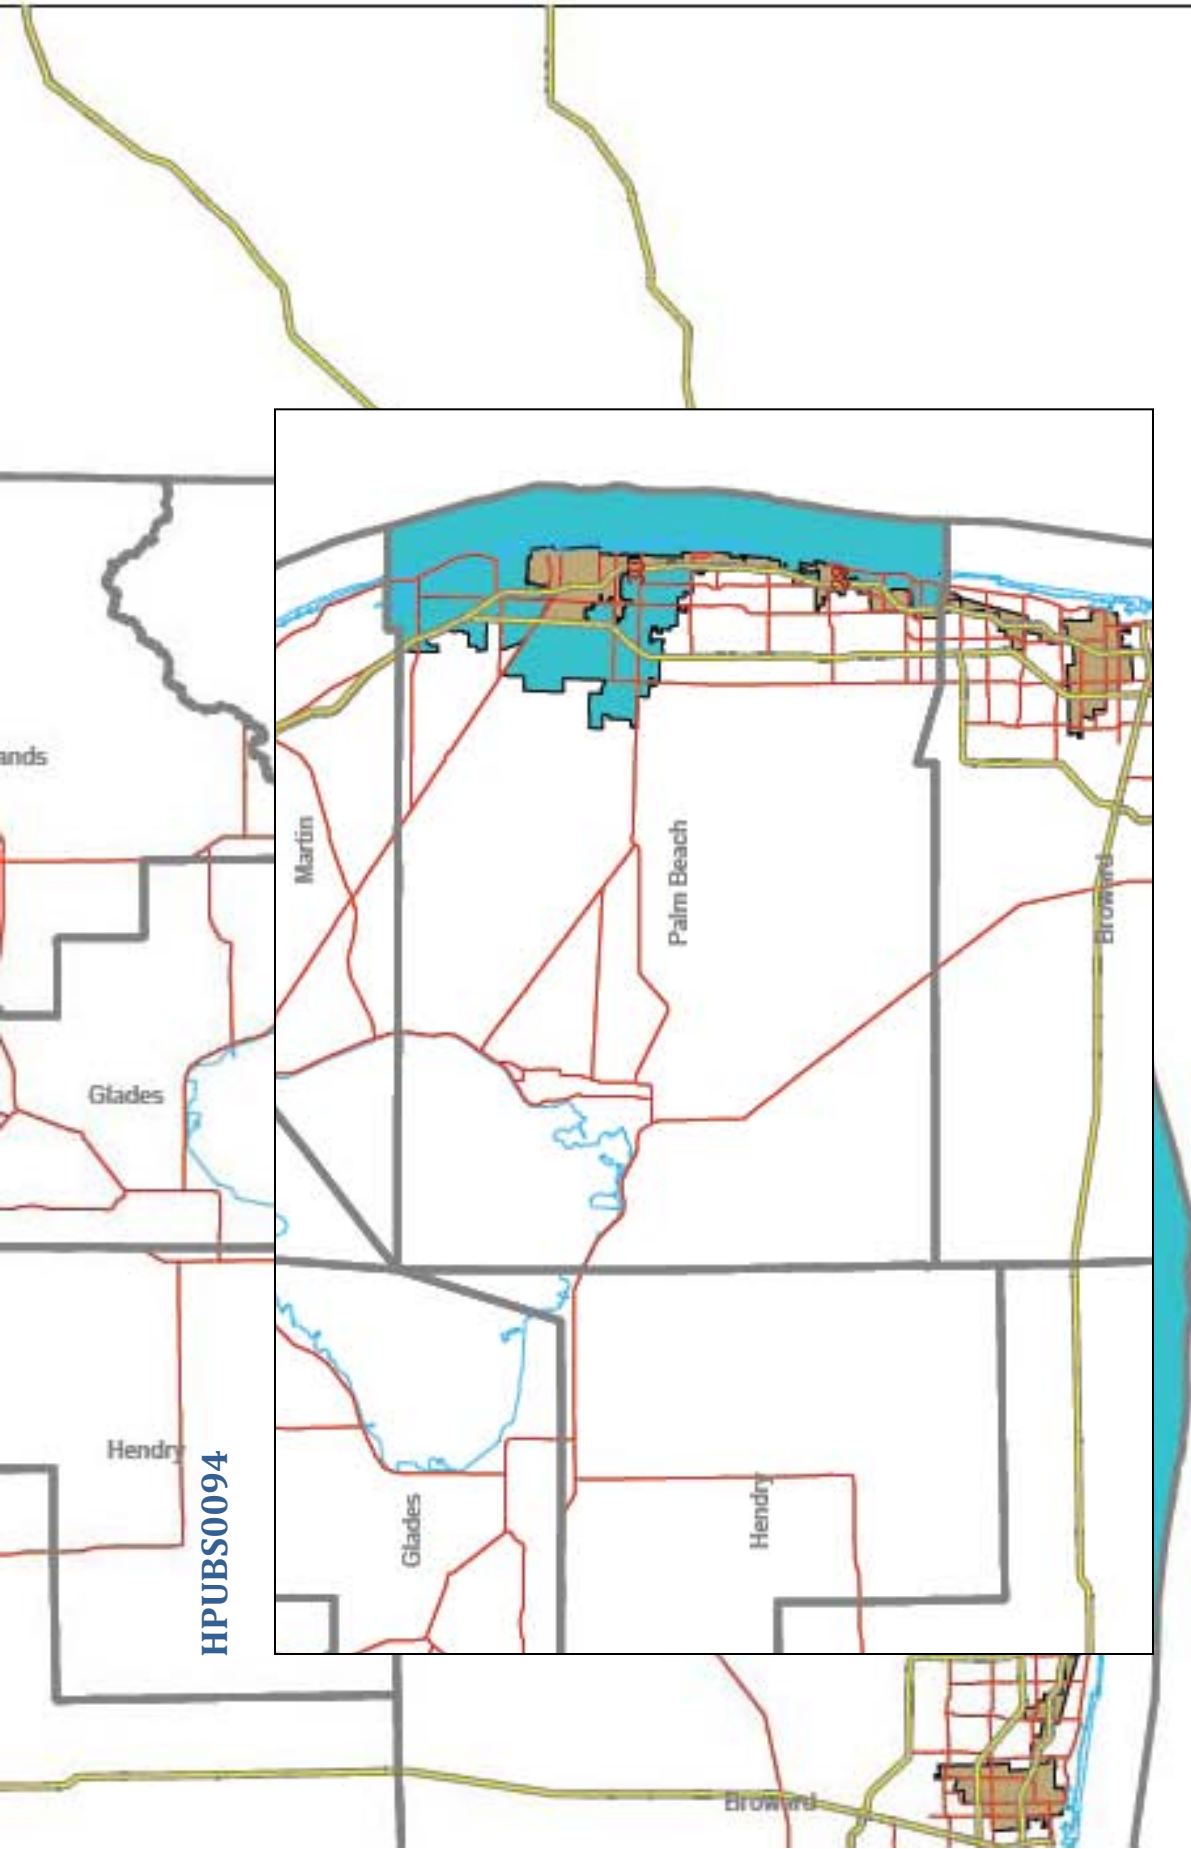 ands
Martin
Palm Beach
Broward
Glades
Hendry
HPUBS0094
Glades
Hendry
Broward